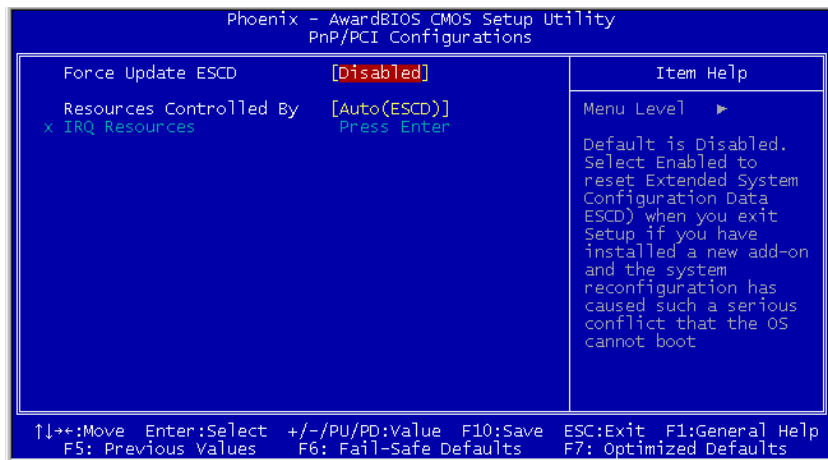 Phoenix - AwardBIOS CMOS Setup Utility
PnP/PCI Configurations
Force Update ESCD [Disabled]
Resources Controlled By [Auto(ESCD)]
x IRQ Resources Press Enter
Item Help
Menu Level ►
Default is Disabled.
Select Enabled to
reset Extended System
Configuration Data
ESCD) when you exit
Setup if you have
installed a new add-on
and the system
reconfiguration has
caused such a serious
conflict that the OS
cannot boot
↑↓→←:Move Enter:Select +/-/PU/PD:Value F10:Save ESC:Exit F1:General Help
F5: Previous Values F6: Fail-Safe Defaults F7: Optimized Defaults